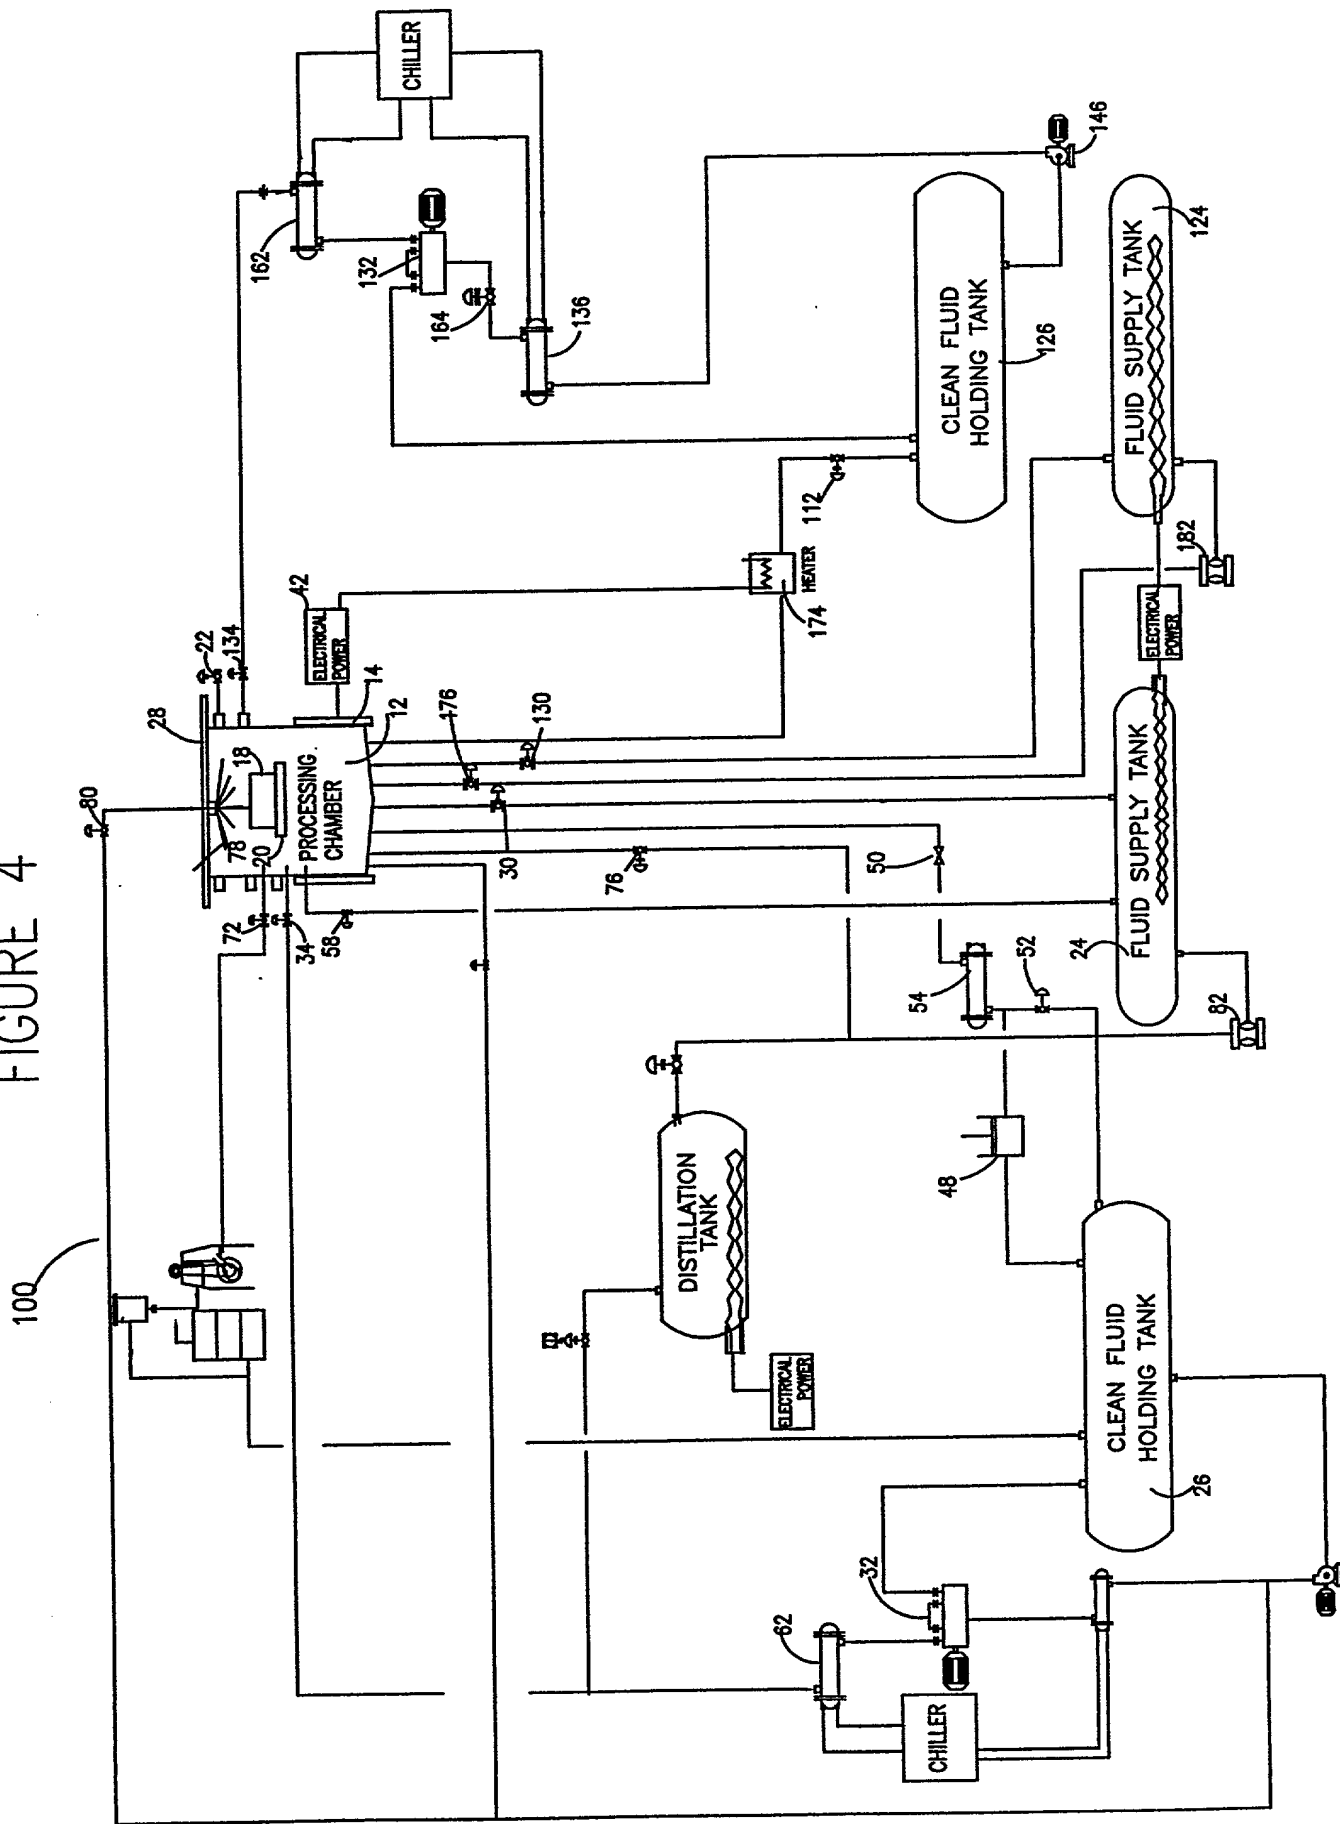 FIGURE 4
100
80
28
22
134
78
18
20
42
ELECTRICAL
POWER
14
12
PROCESSING
CHAMBER
72
34
58
30
176
130
76
50
54
52
48
CHILLER
162
132
164
136
146
CLEAN FLUID
HOLDING TANK
126
112
HEATER
174
FLUID SUPPLY TANK
124
182
ELECTRICAL
POWER
FLUID SUPPLY TANK
24
82
DISTILLATION
TANK
ELECTRICAL
POWER
CLEAN FLUID
HOLDING TANK
26
32
62
CHILLER